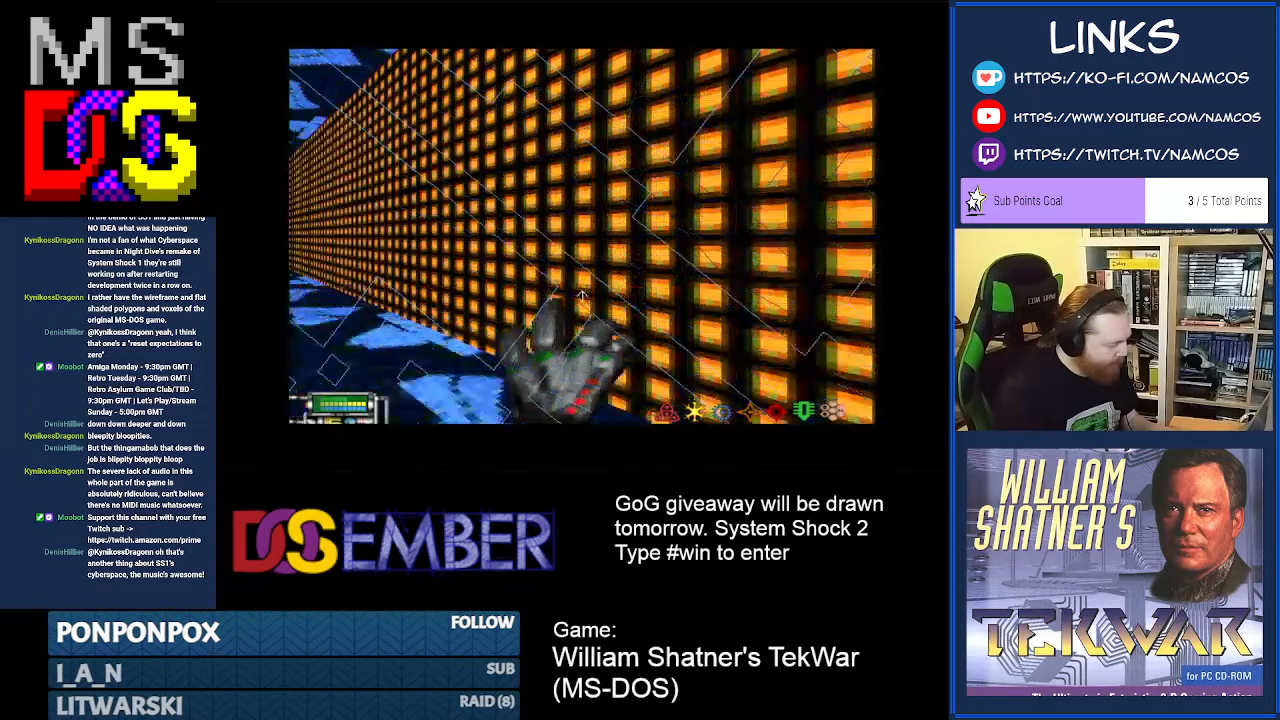 MS
DOS
in the demo of SS1 and just having
NO IDEA what was happening
KynikossDragonn I'm not a fan of what Cyberspace
became in Night Dive's remake of
System Shock 1 they're still
working on after restarting
development twice in a row on.
KynikossDragonn I rather have the wireframe and flat
shaded polygons and voxels of the
original MS-DOS game.
DenisHillier @KynikossDragonn yeah, I think
that one's a "reset expectations to
zero"
Moobot Amiga Monday - 9:30pm GMT |
Retro Tuesday - 9:30pm GMT |
Retro Asylum Game Club/TBD -
9:30pm GMT | Let's Play/Stream
Sunday - 5:00pm GMT
DenisHillier down down deeper and down
KynikossDragonn bleepity bloopities.
DenisHillier But the thingamabob that does the
job is blippity bloppity bloop
KynikossDragonn The severe lack of audio in this
whole part of the game is
absolutely ridiculous, can't believe
there's no MIDI music whatsoever.
Moobot Support this channel with your free
Twitch sub ->
https://twitch.amazon.com/prime
DenisHillier @KynikossDragonn oh that's
another thing about SS1's
cyberspace, the music's awesome!
DOSEMBER
GoG giveaway will be drawn
tomorrow. System Shock 2
Type #win to enter
PONPONPOX FOLLOW
I_A_N SUB
LITWARSKI RAID (8)
Game:
William Shatner's TekWar
(MS-DOS)
LINKS
HTTPS://KO-FI.COM/NAMCOS
HTTPS://WWW.YOUTUBE.COM/NAMCOS
HTTPS://TWITCH.TV/NAMCOS
Sub Points Goal 3 / 5 Total Points
WILLIAM
SHATNER'S
TEKWAR
for PC CD-ROM